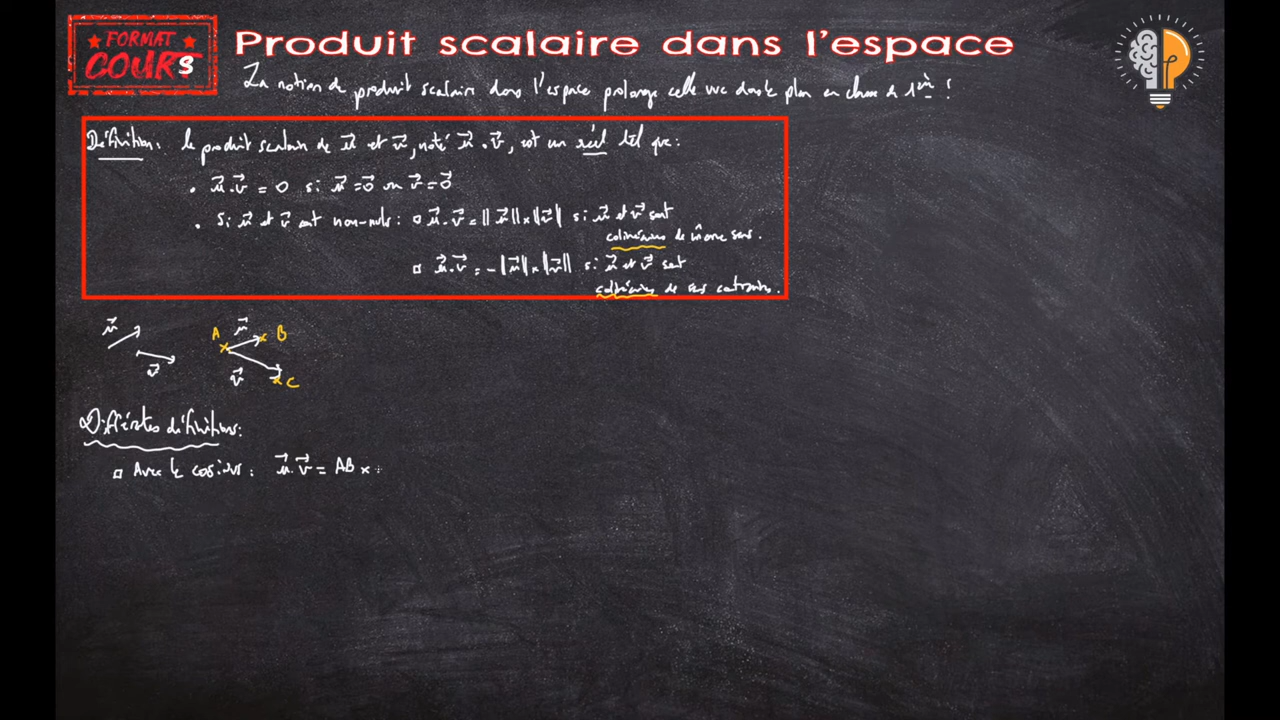 FORMAT
COURS
Produit scalaire dans l'espace
La notion de produit scalaire dans l'espace prolonge celle vue dans le plan en classe de 1ère !
Définition : le produit scalaire de u⃗ et v⃗, noté u⃗ . v⃗, est un réel tel que :
• u⃗.v⃗ = 0 si u⃗ = 0⃗ ou v⃗ = 0⃗
• Si u⃗ et v⃗ sont non-nuls : □ u⃗.v⃗ = ||u⃗|| × ||v⃗|| si u⃗ et v⃗ sont
colinéaires de même sens.
□ u⃗.v⃗ = - ||u⃗|| × ||v⃗|| si u⃗ et v⃗ sont
colinéaires de sens contraires.
u⃗ A u⃗ B
v⃗ v⃗ C
Différentes définitions :
□ Avec le cosinus : u⃗.v⃗ = AB ×